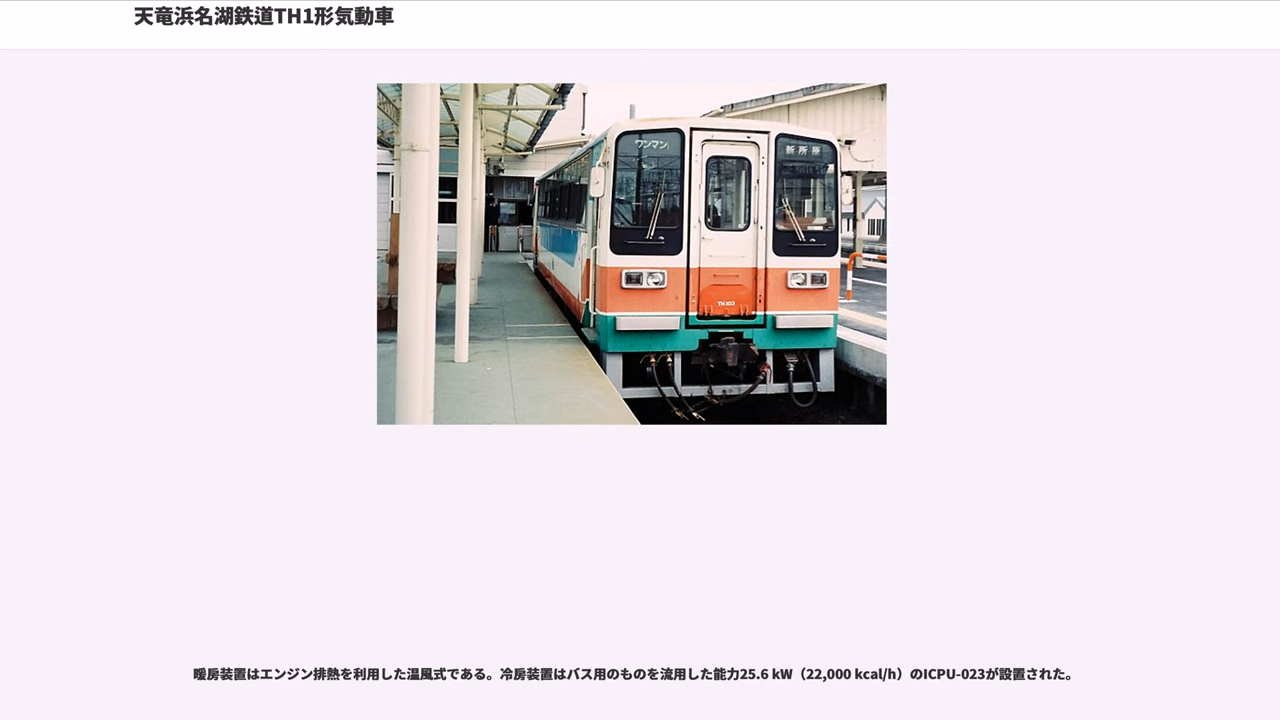 天竜浜名湖鉄道TH1形気動車
ワンマン
新所原
TH103
暖房装置はエンジン排熱を利用した温風式である。冷房装置はバス用のものを流用した能力25.6 kW（22,000 kcal/h）のICPU-023が設置された。